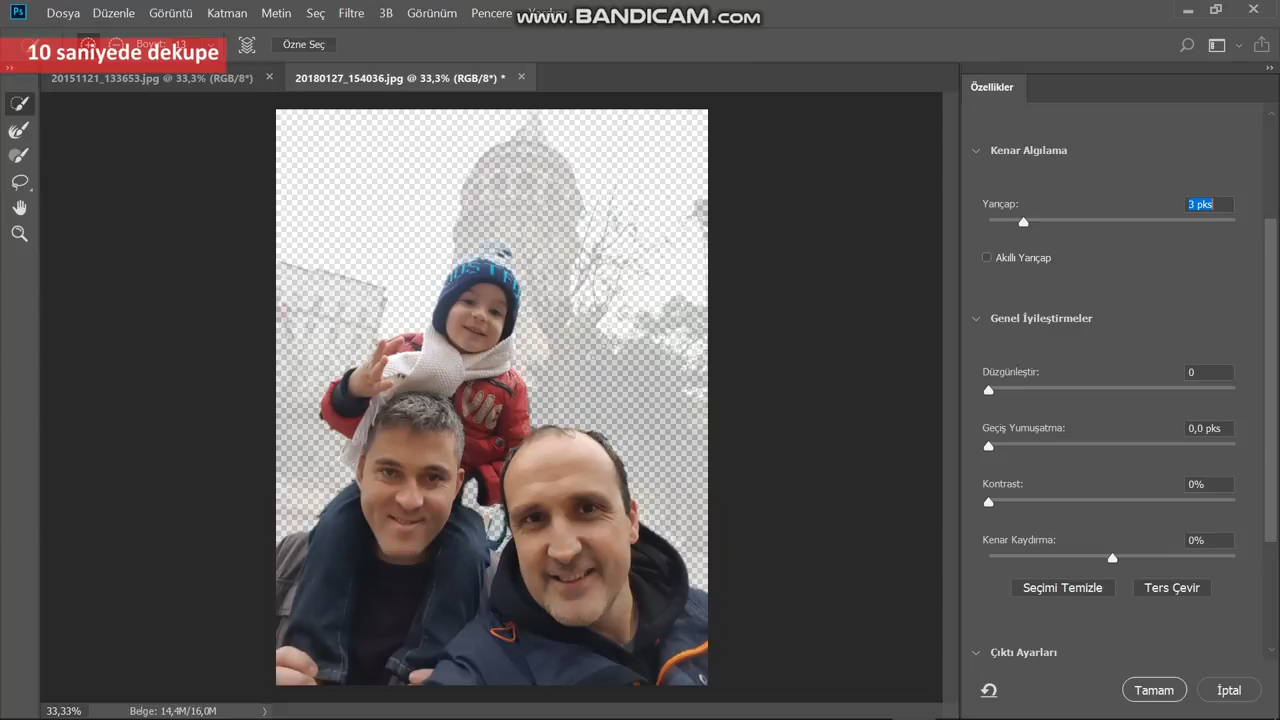 Dosya Düzenle Görüntü Katman Metin Seç Filtre 3B Görünüm Pencere
www.BANDICAM.com
Boyut: 13
Özne Seç
10 saniyede dekupe
20151121_133653.jpg @ 33,3% (RGB/8*)
20180127_154036.jpg @ 33,3% (RGB/8*) *
Özellikler
Kenar Algılama
Yarıçap: 3 pks
Akıllı Yarıçap
Genel İyileştirmeler
Düzgünleştir: 0
Geçiş Yumuşatma: 0,0 pks
Kontrast: 0%
Kenar Kaydırma: 0%
Seçimi Temizle Ters Çevir
Çıktı Ayarları
Tamam İptal
33,33% Belge: 14,4M/16,0M